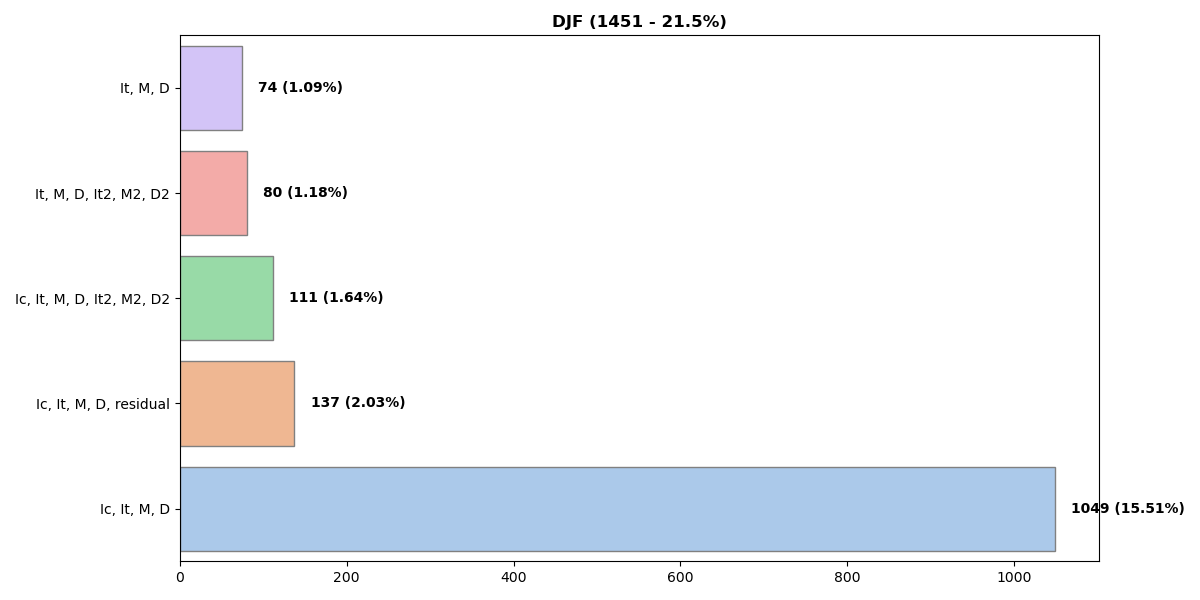 DJF (1451 - 21.5%)
It, M, D
74 (1.09%)
It, M, D, It2, M2, D2
80 (1.18%)
Ic, It, M, D, It2, M2, D2
111 (1.64%)
Ic, It, M, D, residual
137 (2.03%)
Ic, It, M, D
1049 (15.51%)
0 200 400 600 800 1000